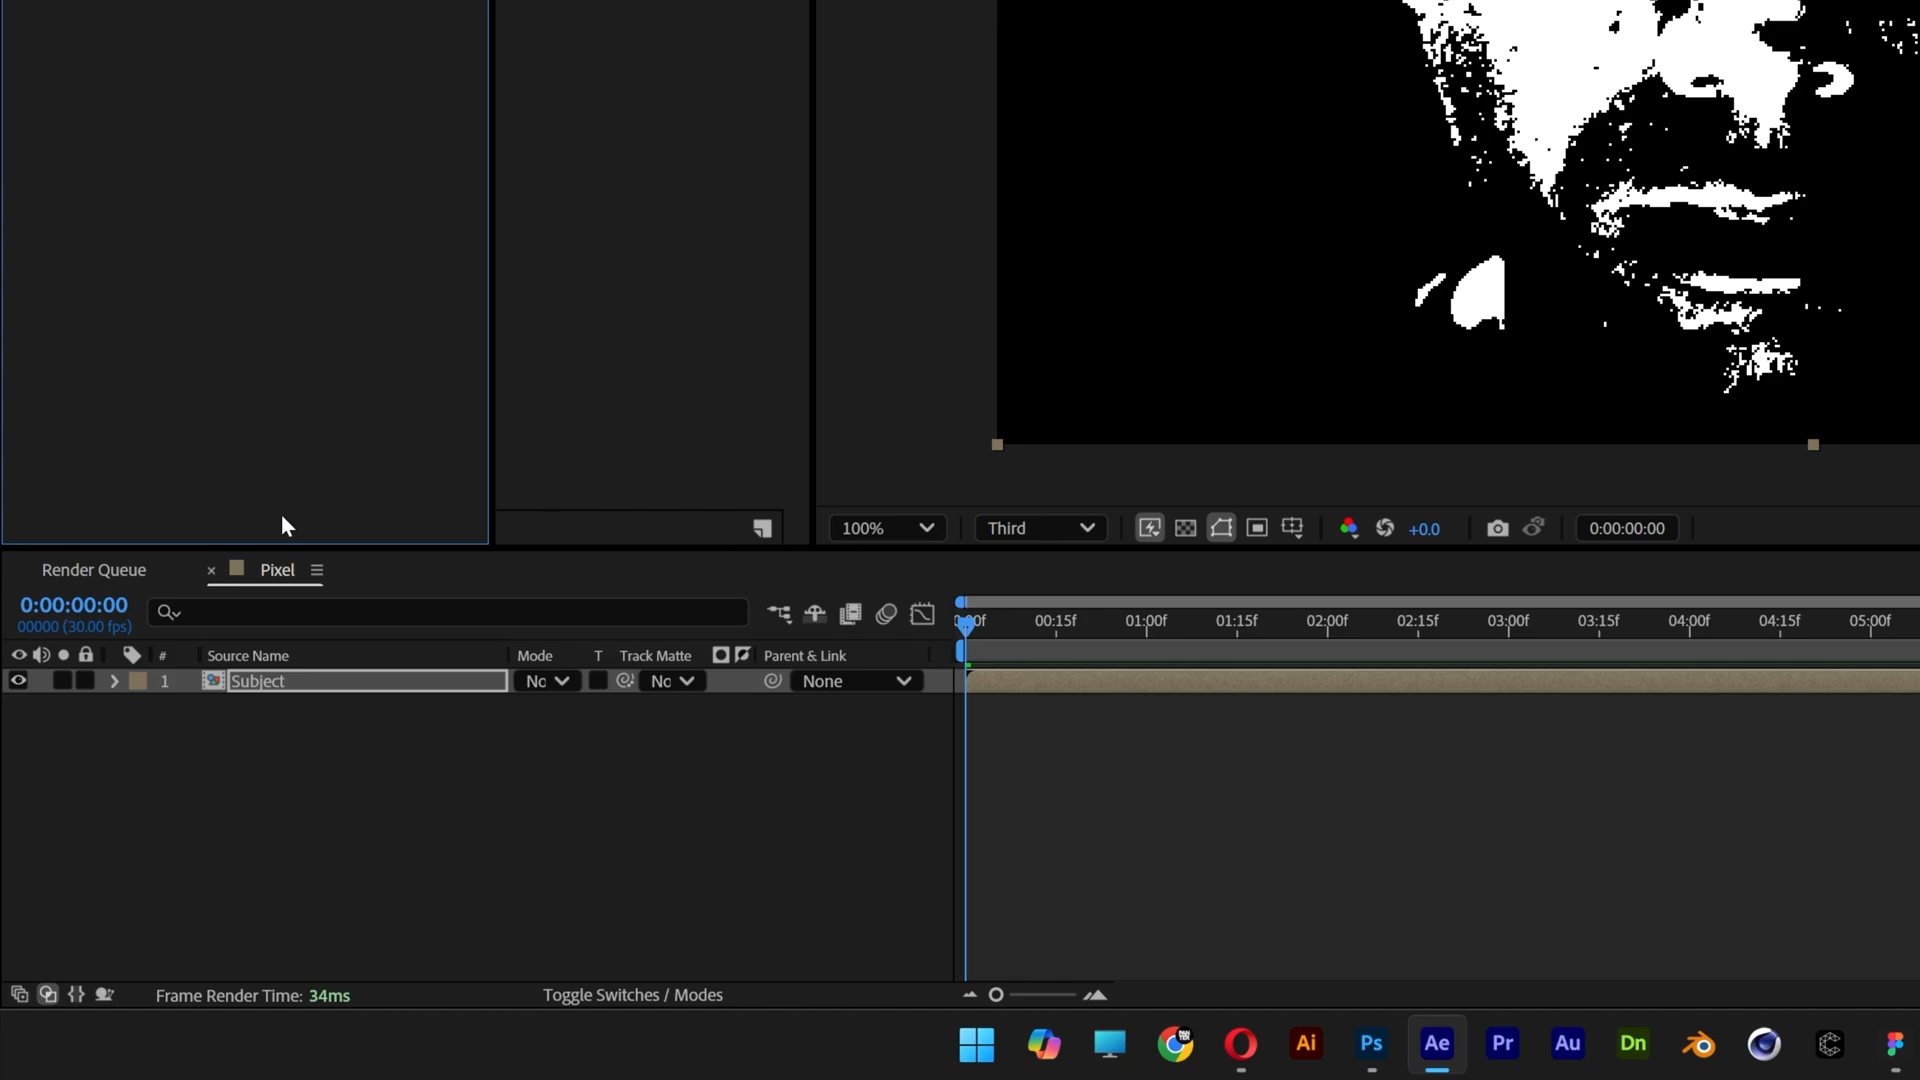 100%
Third
+0.0
0:00:00:00
Render Queue
× Pixel
0:00:00:00
00000 (30.00 fps)
00f 00:15f 01:00f 01:15f 02:00f 02:15f 03:00f 03:15f 04:00f 04:15f 05:00f
# Source Name Mode T Track Matte Parent & Link
1 Subject Nc Nc None
Frame Render Time: 34ms
Toggle Switches / Modes
Ai Ps Ae Pr Au Dn